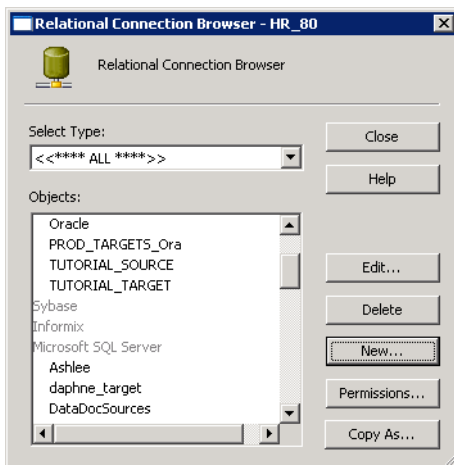 Relational Connection Browser - HR_80
Relational Connection Browser
Select Type:
<<**** ALL ****>>
Close
Help
Objects:
Oracle
PROD_TARGETS_Ora
TUTORIAL_SOURCE
TUTORIAL_TARGET
Sybase
Informix
Microsoft SQL Server
Ashlee
daphne_target
DataDocSources
Edit...
Delete
New...
Permissions...
Copy As...